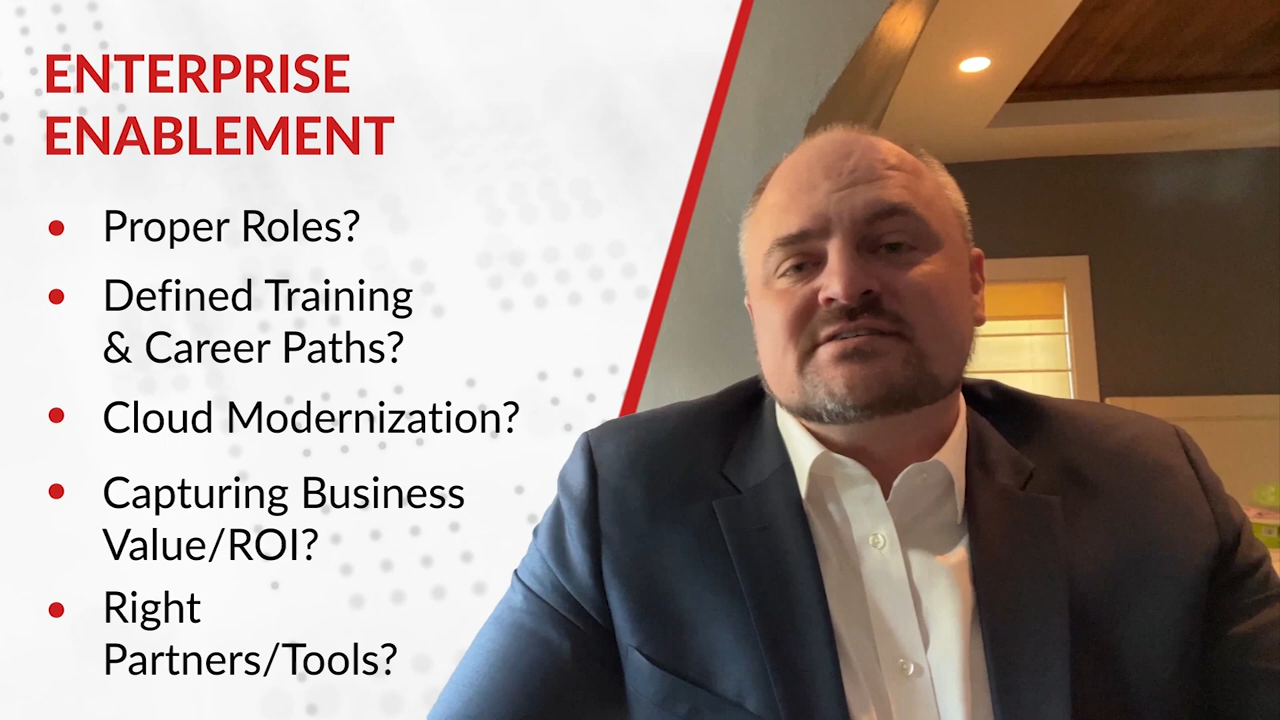 ENTERPRISE
ENABLEMENT
• Proper Roles?
• Defined Training
& Career Paths?
• Cloud Modernization?
• Capturing Business
Value/ROI?
• Right
Partners/Tools?